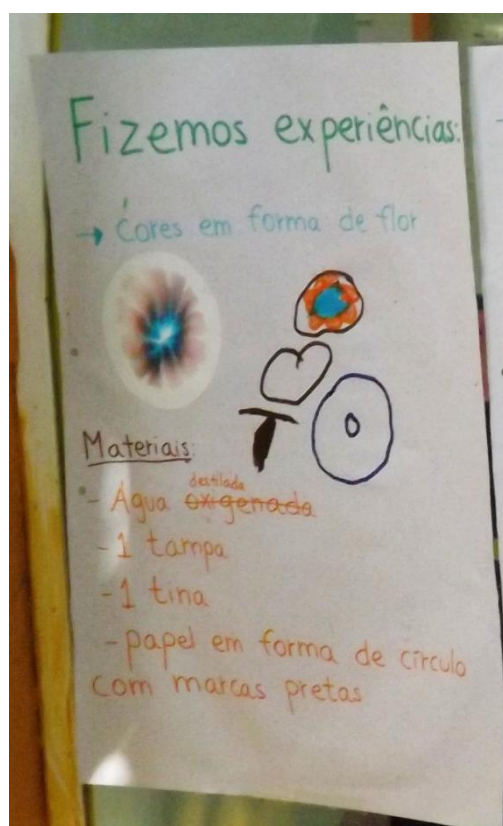 Fizemos experiências:
→ Cores em forma de flor
Materiais:
destilada
- Água oxigenada
- 1 tampa
- 1 tina
- papel em forma de círculo
com marcas pretas